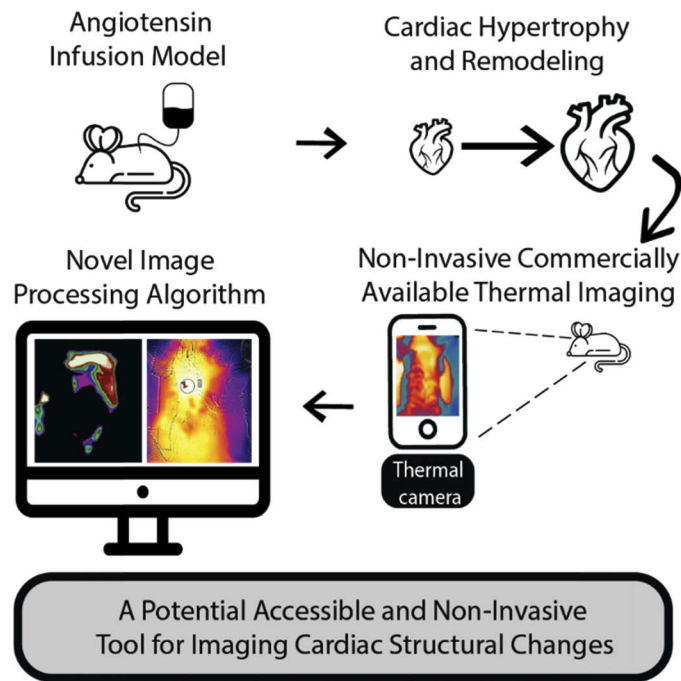 Angiotensin
Infusion Model
Cardiac Hypertrophy
and Remodeling
Non-Invasive Commercially
Available Thermal Imaging
Thermal
camera
Novel Image
Processing Algorithm
A Potential Accessible and Non-Invasive
Tool for Imaging Cardiac Structural Changes